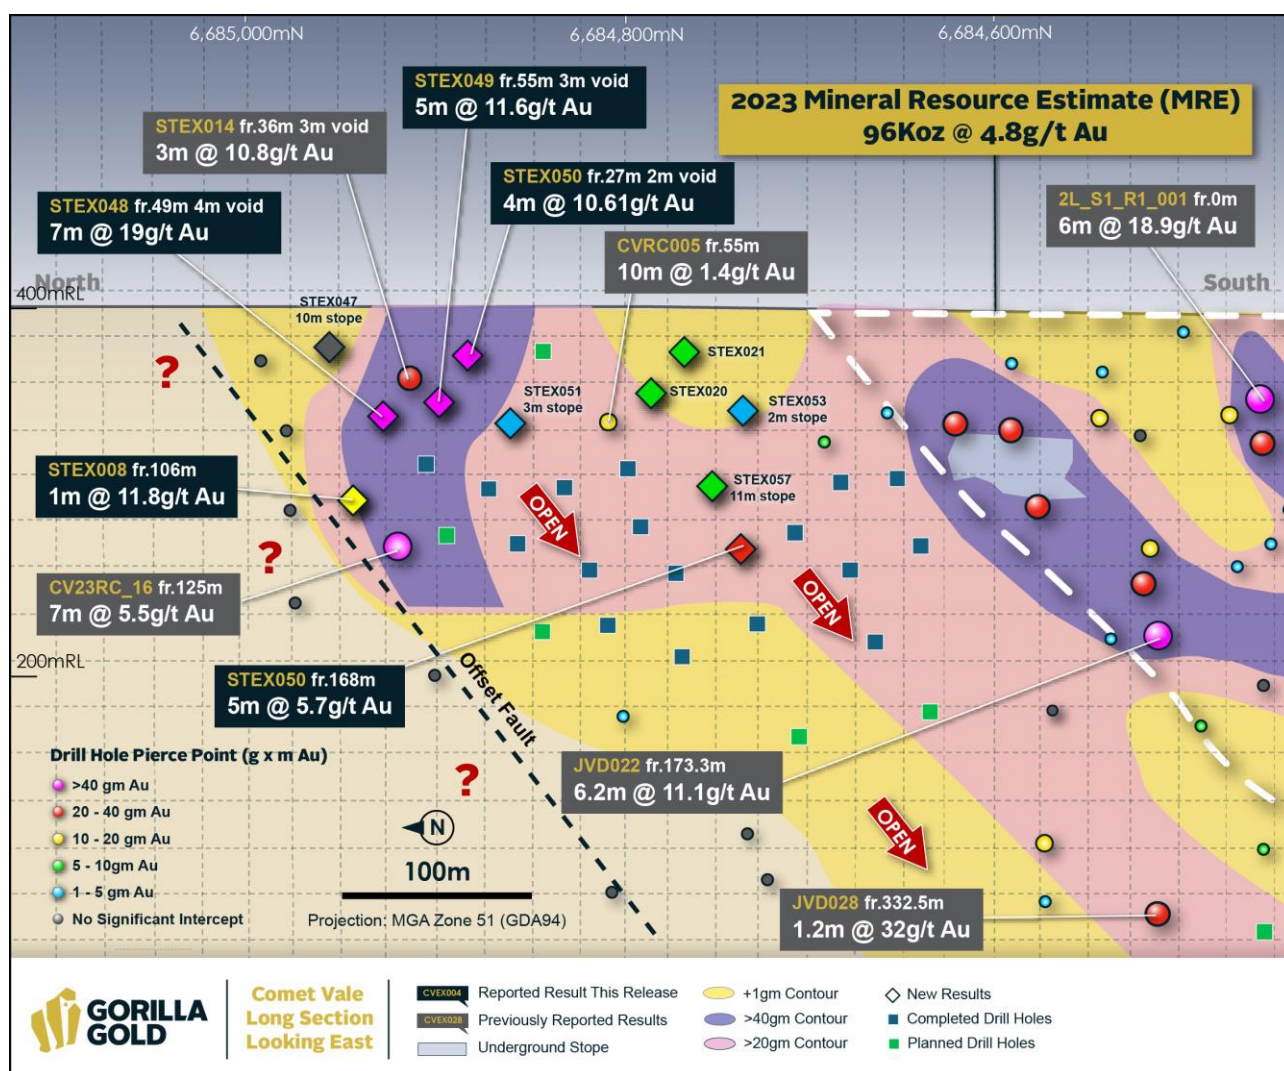 6,685,000mN
6,684,800mN
6,684,600mN
STEX049 fr.55m 3m void
5m @ 11.6g/t Au
2023 Mineral Resource Estimate (MRE)
96Koz @ 4.8g/t Au
STEX014 fr.36m 3m void
3m @ 10.8g/t Au
STEX050 fr.27m 2m void
4m @ 10.61g/t Au
2L_S1_R1_001 fr.0m
6m @ 18.9g/t Au
STEX048 fr.49m 4m void
7m @ 19g/t Au
CVRC005 fr.55m
10m @ 1.4g/t Au
North
South
400mRL
STEX047
10m stope
?
STEX021
STEX020
STEX051
3m stope
STEX053
2m stope
STEX008 fr.106m
1m @ 11.8g/t Au
STEX057
11m stope
OPEN
?
CV23RC_16 fr.125m
7m @ 5.5g/t Au
OPEN
200mRL
STEX050 fr.168m
5m @ 5.7g/t Au
Offset Fault
Drill Hole Pierce Point (g x m Au)
>40 gm Au
20 - 40 gm Au
10 - 20 gm Au
5 - 10gm Au
1 - 5 gm Au
No Significant Intercept
?
JVD022 fr.173.3m
6.2m @ 11.1g/t Au
N
100m
Projection: MGA Zone 51 (GDA94)
OPEN
JVD028 fr.332.5m
1.2m @ 32g/t Au
GORILLA
GOLD
Comet Vale
Long Section
Looking East
CVEX004 Reported Result This Release
CVEX028 Previously Reported Results
Underground Stope
+1gm Contour
>40gm Contour
>20gm Contour
New Results
Completed Drill Holes
Planned Drill Holes